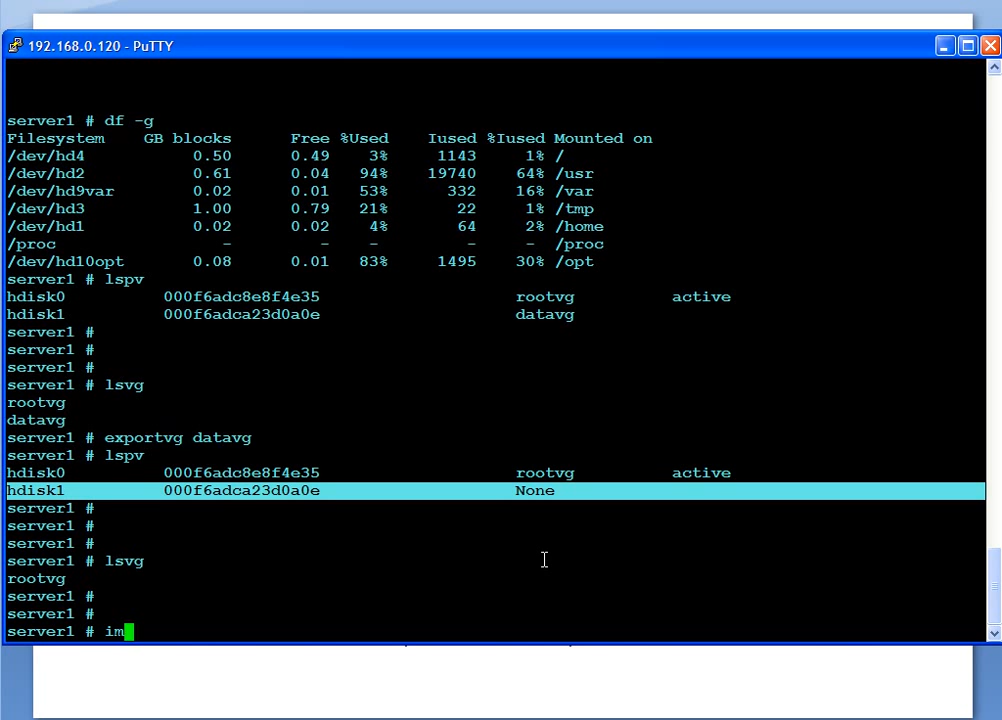 192.168.0.120 - PuTTY
server1 # df -g
Filesystem    GB blocks      Free %Used    Iused %Iused Mounted on
/dev/hd4           0.50      0.49    3%     1143     1% /
/dev/hd2           0.61      0.04   94%    19740    64% /usr
/dev/hd9var        0.02      0.01   53%      332    16% /var
/dev/hd3           1.00      0.79   21%       22     1% /tmp
/dev/hd1           0.02      0.02    4%       64     2% /home
/proc                 -         -    -         -     -  /proc
/dev/hd10opt       0.08      0.01   83%     1495    30% /opt
server1 # lspv
hdisk0          000f6adc8e8f4e35                    rootvg          active
hdisk1          000f6adca23d0a0e                    datavg
server1 #
server1 #
server1 #
server1 # lsvg
rootvg
datavg
server1 # exportvg datavg
server1 # lspv
hdisk0          000f6adc8e8f4e35                    rootvg          active
hdisk1          000f6adca23d0a0e                    None
server1 #
server1 #
server1 #
server1 # lsvg
rootvg
server1 #
server1 #
server1 # im